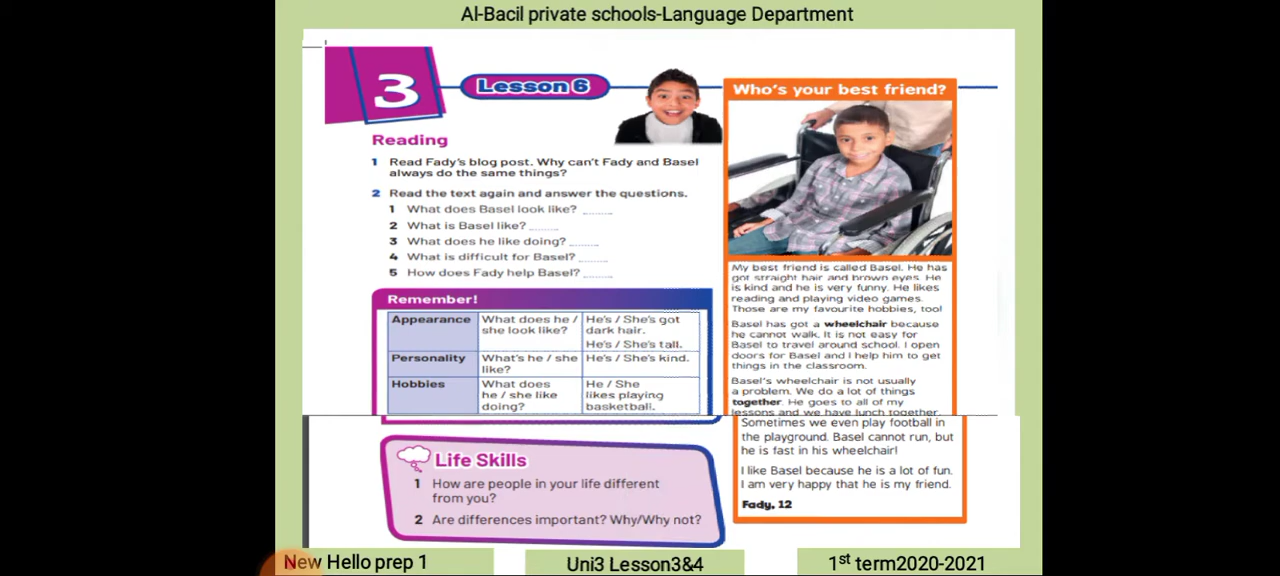 Al-Bacil private schools-Language Department
3
Lesson 6
Reading
1 Read Fady's blog post. Why can't Fady and Basel
always do the same things?
2 Read the text again and answer the questions.
1 What does Basel look like? ........
2 What is Basel like? ........
3 What does he like doing? ........
4 What is difficult for Basel? ........
5 How does Fady help Basel? ........
Remember!
Appearance
What does he /
she look like?
He's / She's got
dark hair.
He's / She's tall.
Personality
What's he / she
like?
He's / She's kind.
Hobbies
What does
he / she like
doing?
He / She
likes playing
basketball.
Life Skills
1 How are people in your life different
from you?
2 Are differences important? Why/Why not?
Who's your best friend?
My best friend is called Basel. He has
got straight hair and brown eyes. He
is kind and he is very funny. He likes
reading and playing video games.
Those are my favourite hobbies, too!
Basel has got a wheelchair because
he cannot walk. It is not easy for
Basel to travel around school. I open
doors for Basel and I help him to get
things in the classroom.
Basel's wheelchair is not usually
a problem. We do a lot of things
together. He goes to all of my
lessons and we have lunch together.
Sometimes we even play football in
the playground. Basel cannot run, but
he is fast in his wheelchair!
I like Basel because he is a lot of fun.
I am very happy that he is my friend.
Fady, 12
New Hello prep 1
Uni3 Lesson3&4
1st term2020-2021